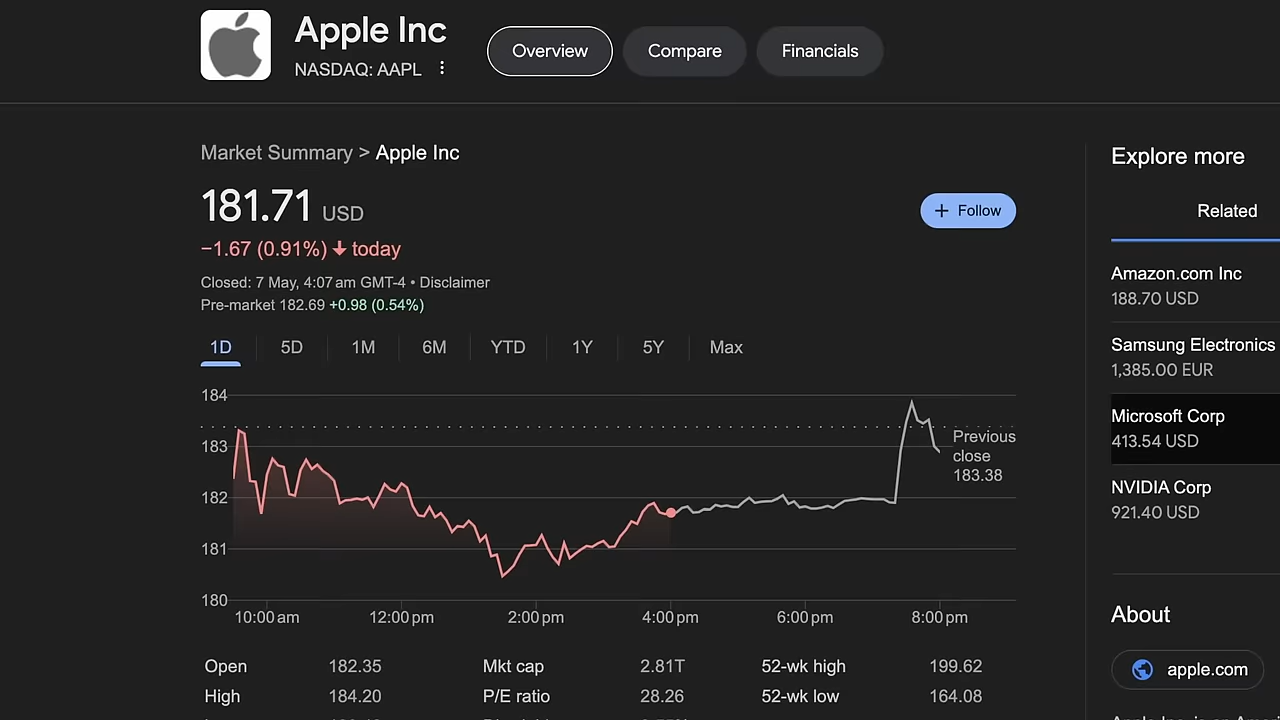 Apple Inc
NASDAQ: AAPL
Overview
Compare
Financials
Market Summary > Apple Inc
181.71 USD
−1.67 (0.91%) ↓ today
Closed: 7 May, 4:07 am GMT-4 • Disclaimer
Pre-market 182.69 +0.98 (0.54%)
+ Follow
1D 5D 1M 6M YTD 1Y 5Y Max
184
183
182
181
180
Previous
close
183.38
10:00 am 12:00 pm 2:00 pm 4:00 pm 6:00 pm 8:00 pm
Open 182.35 Mkt cap 2.81T 52-wk high 199.62
High 184.20 P/E ratio 28.26 52-wk low 164.08
Explore more
Related
Amazon.com Inc
188.70 USD
Samsung Electronics
1,385.00 EUR
Microsoft Corp
413.54 USD
NVIDIA Corp
921.40 USD
About
apple.com